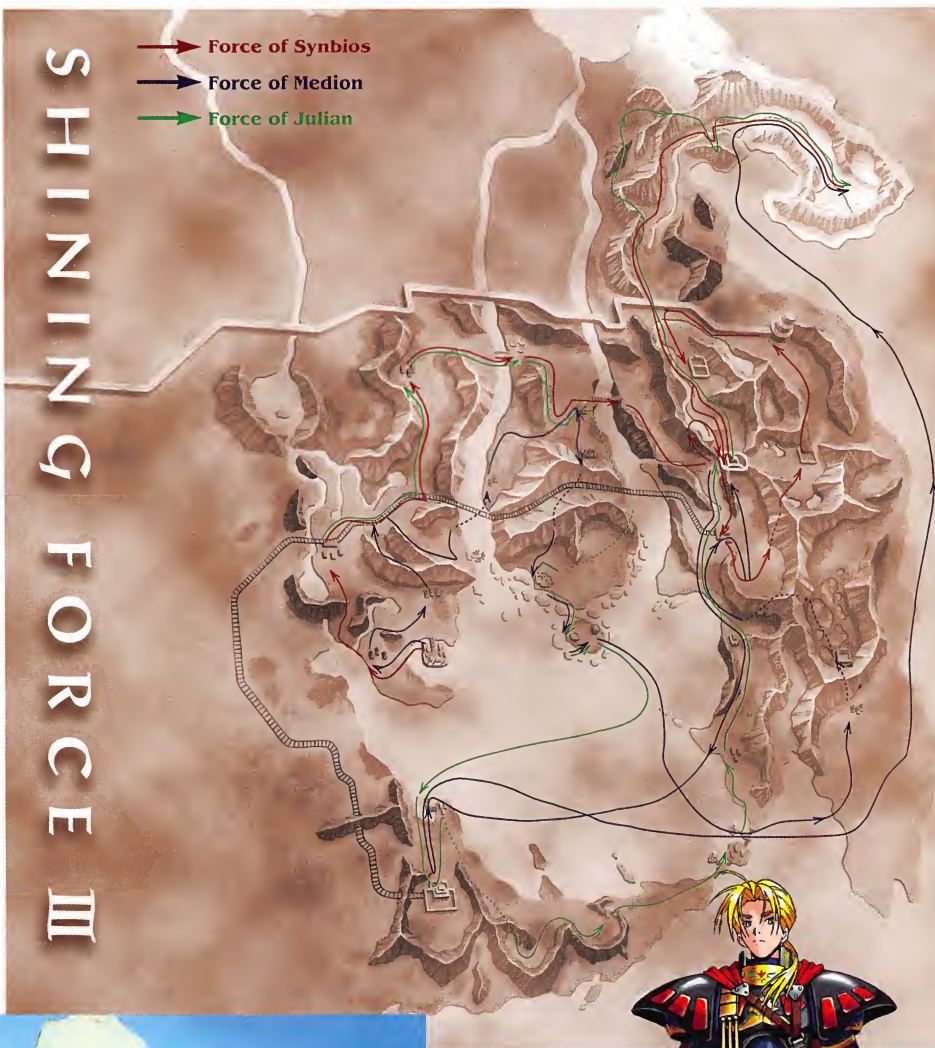 SHINING FORCE III
Force of Synbios
Force of Medion
Force of Julian